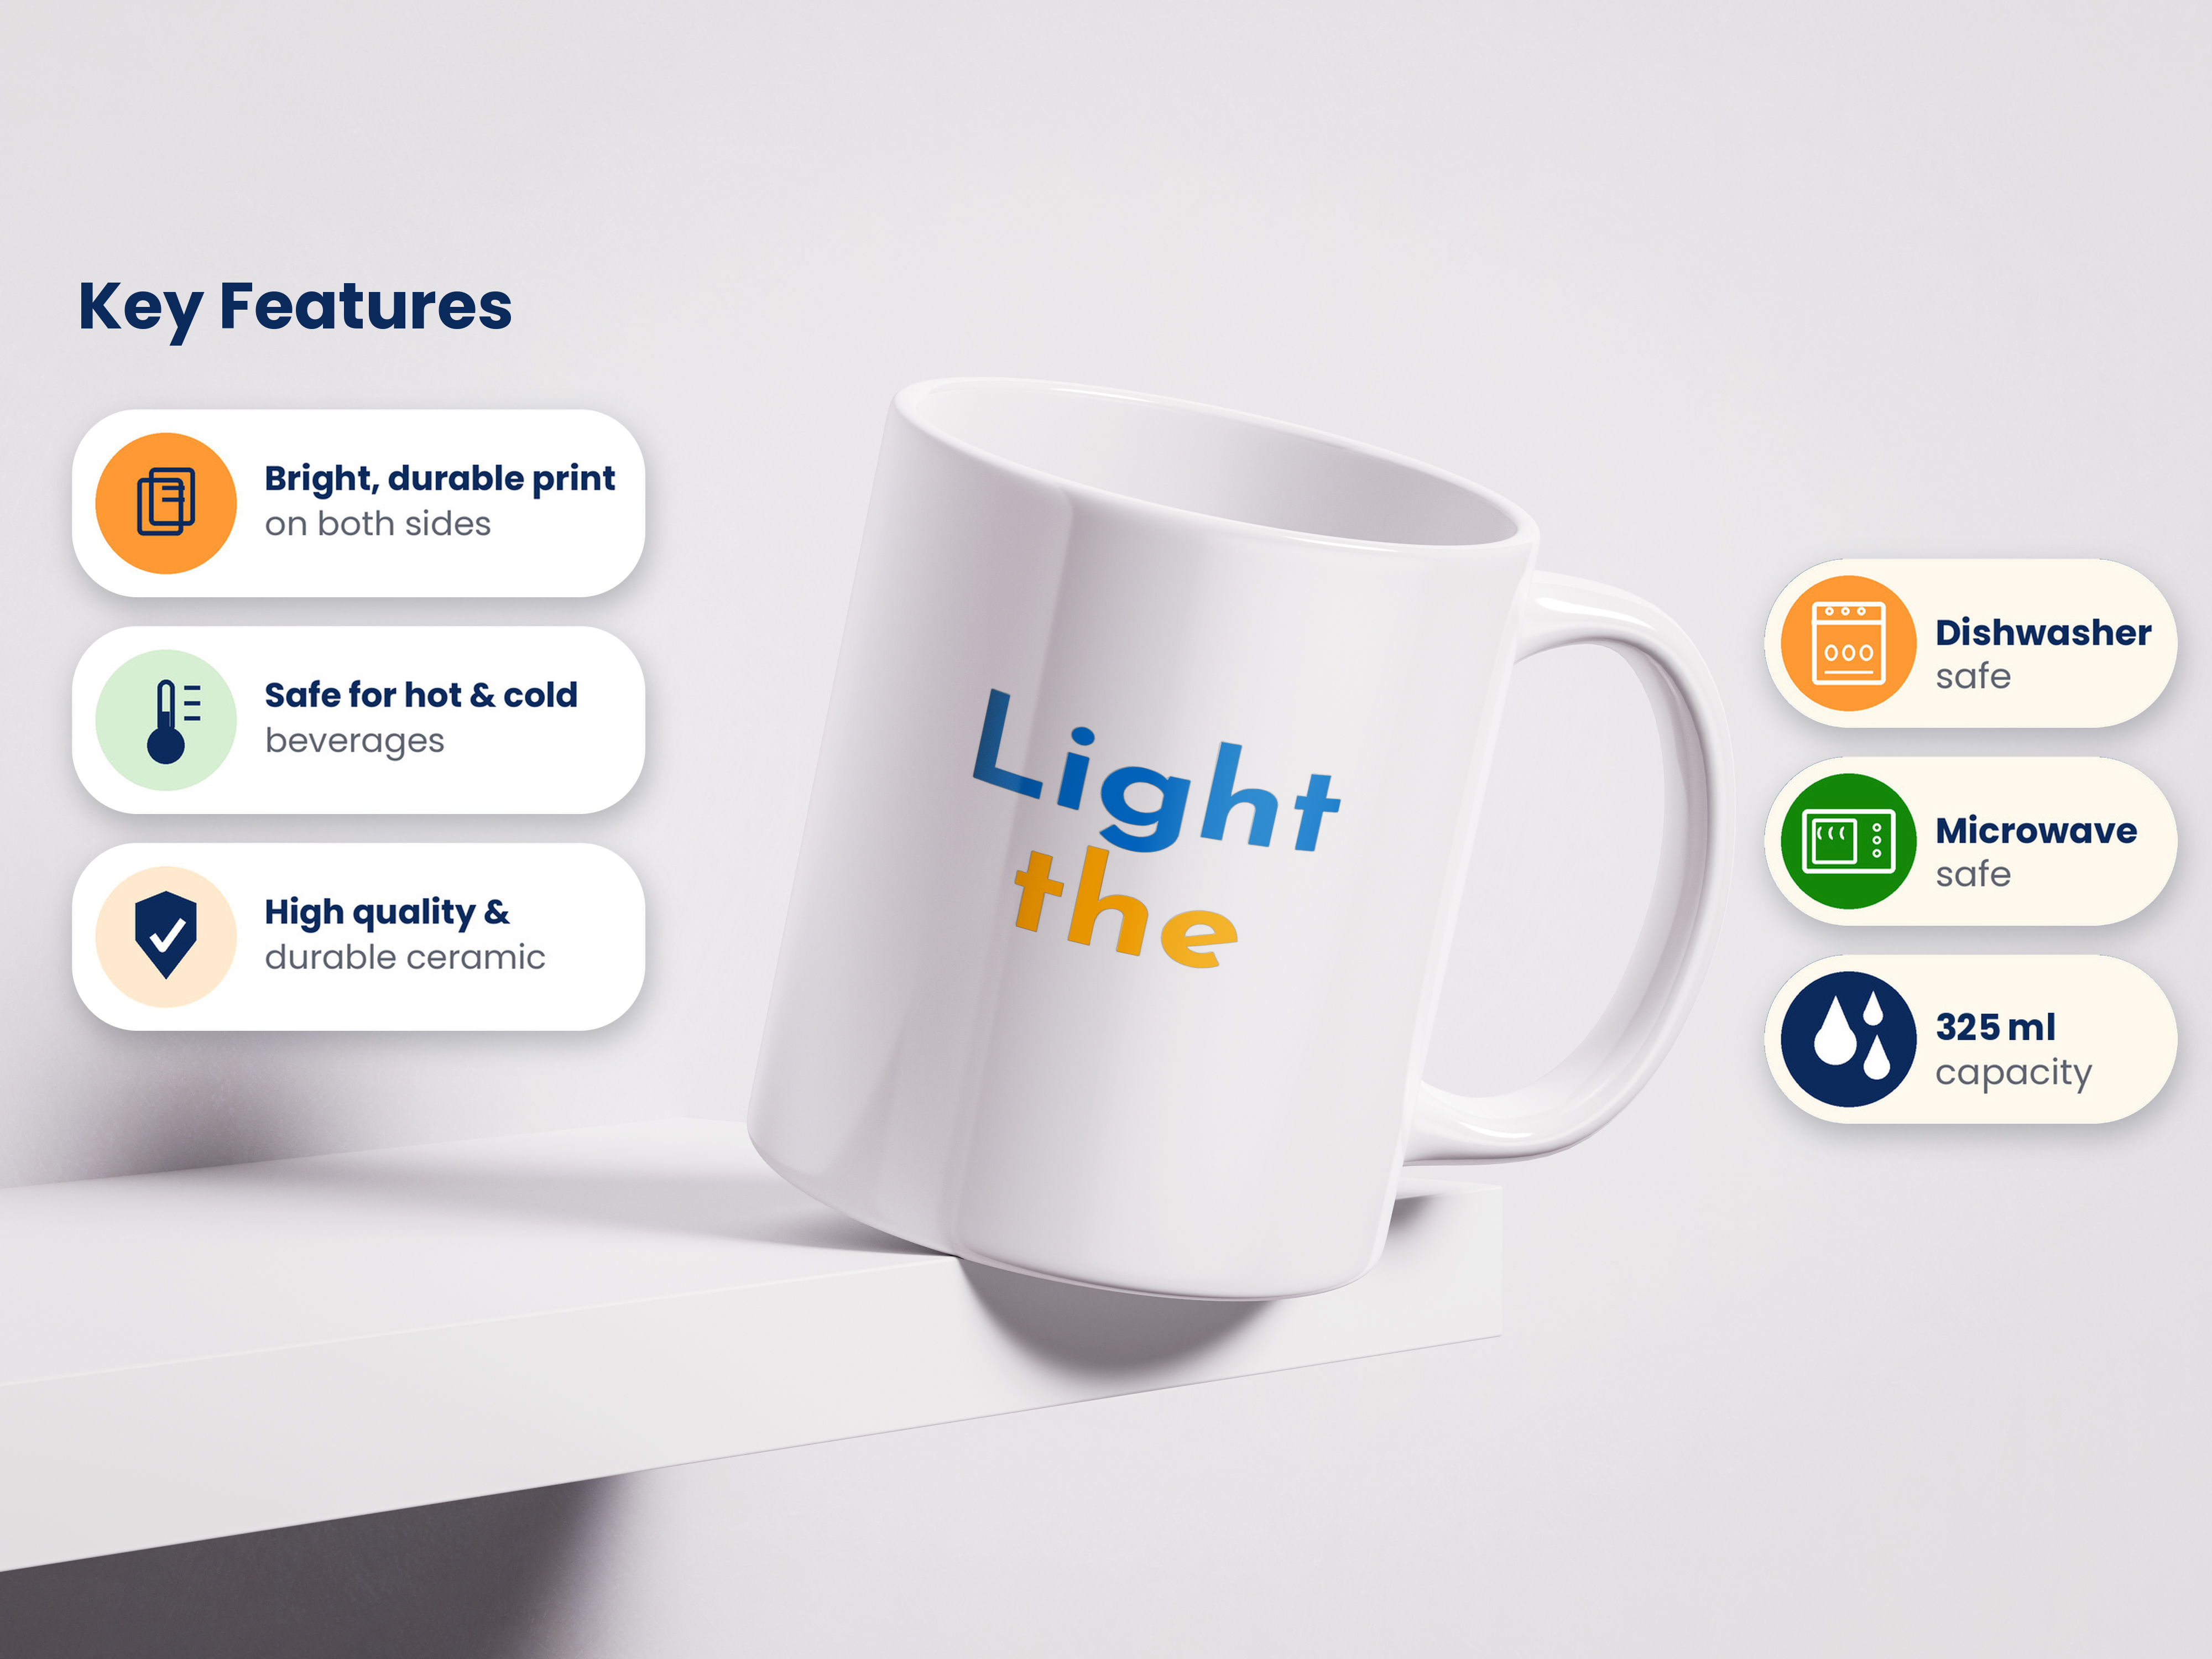 Key Features
Bright, durable print
on both sides
Safe for hot & cold
beverages
High quality &
durable ceramic
Light
the
Dishwasher
safe
Microwave
safe
325 ml
capacity